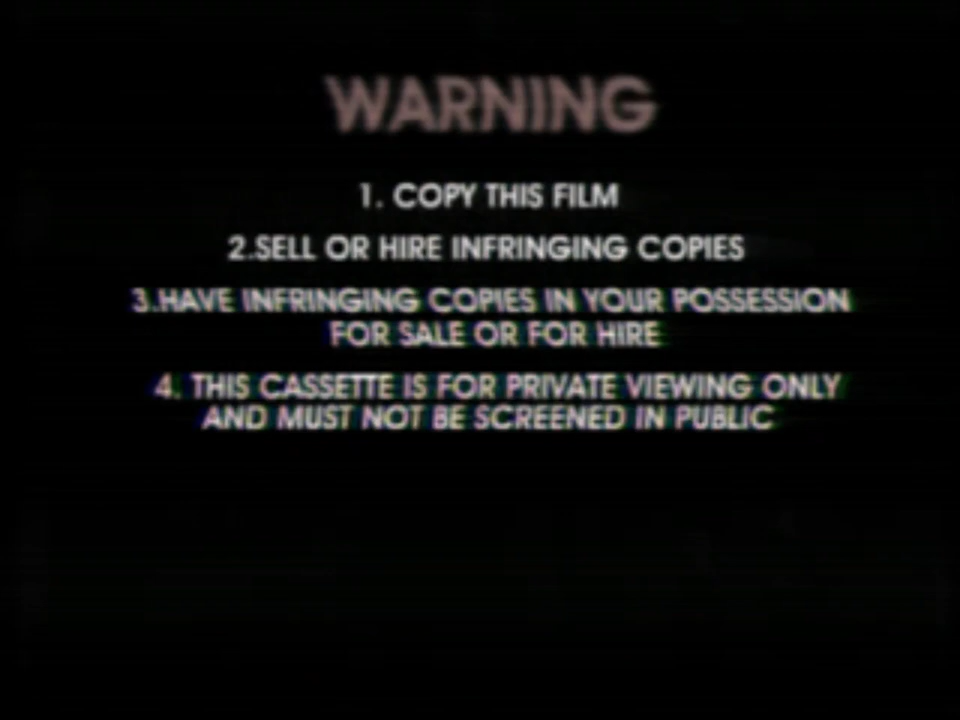 WARNING
1. COPY THIS FILM
2.SELL OR HIRE INFRINGING COPIES
3.HAVE INFRINGING COPIES IN YOUR POSSESSION
FOR SALE OR FOR HIRE
4. THIS CASSETTE IS FOR PRIVATE VIEWING ONLY
AND MUST NOT BE SCREENED IN PUBLIC